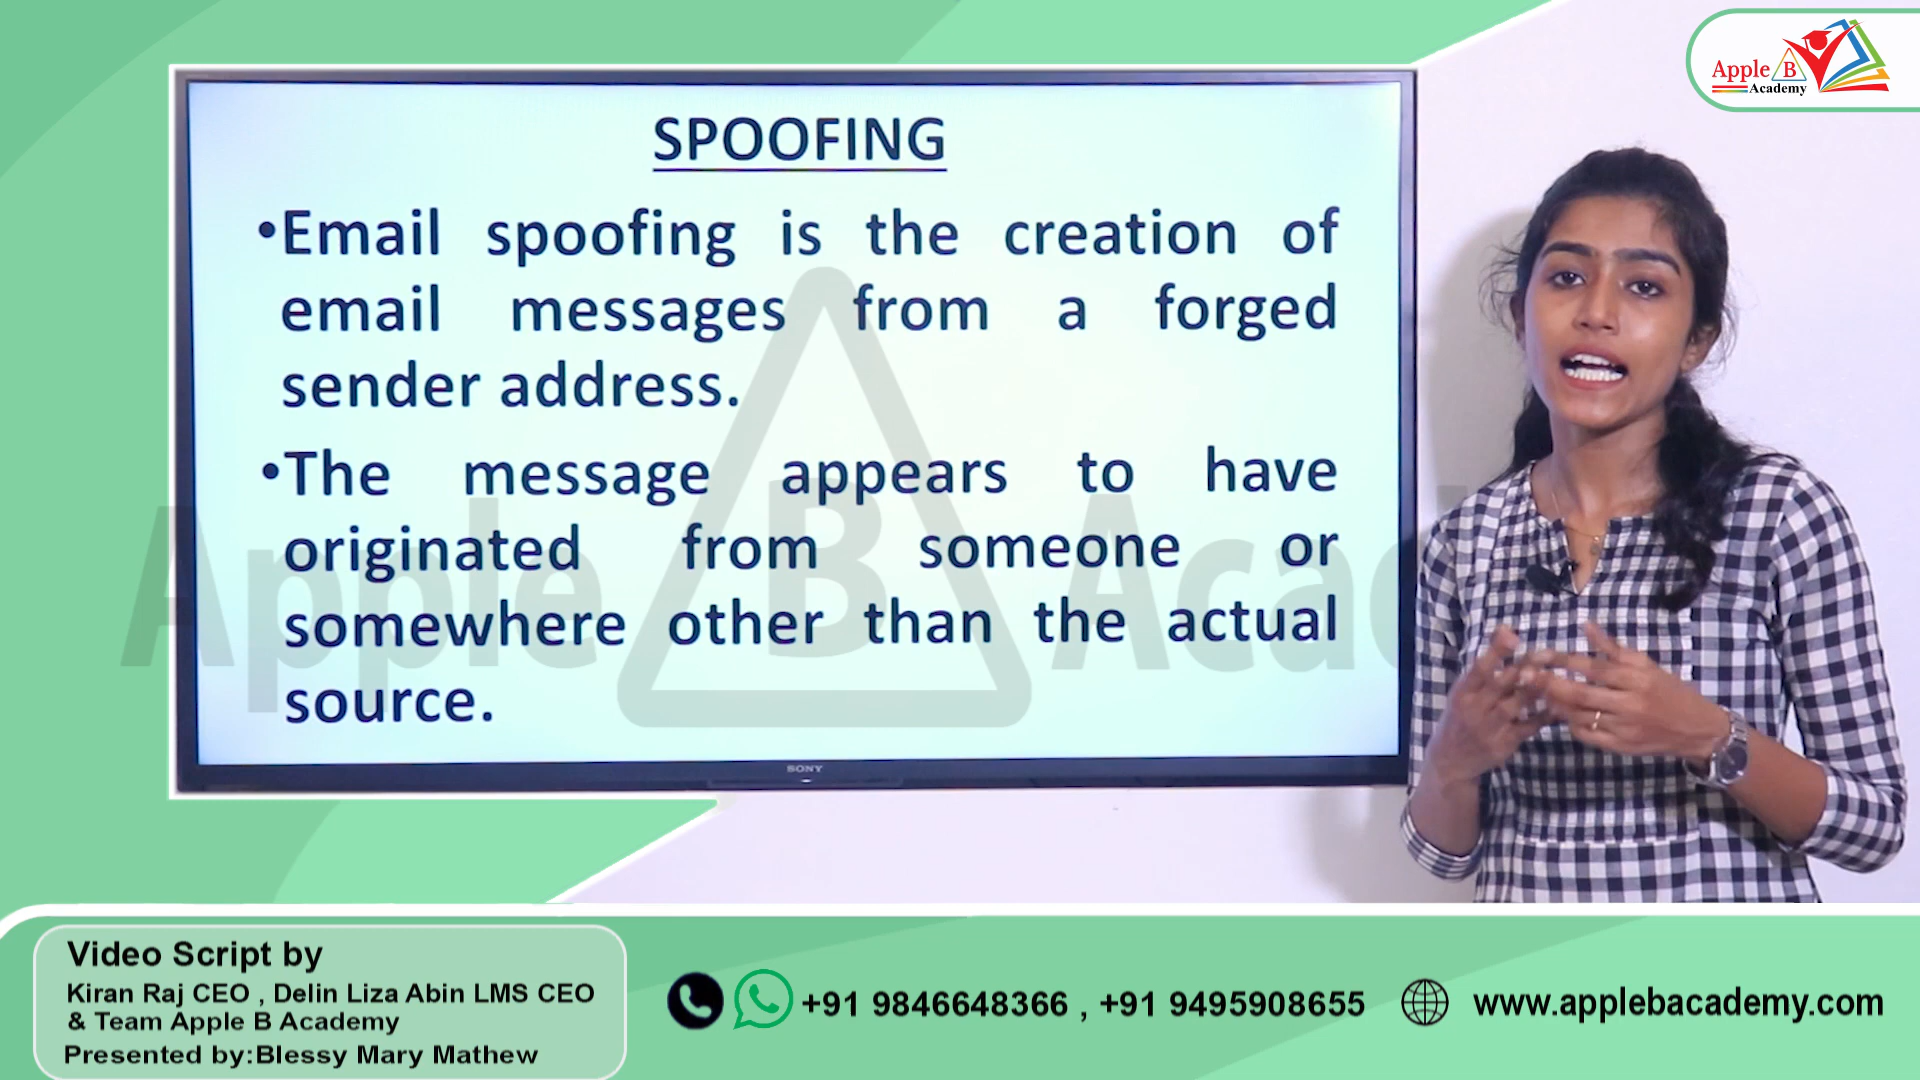 Apple B
Academy
SPOOFING
•Email spoofing is the creation of
email messages from a forged
sender address.
•The message appears to have
originated from someone or
somewhere other than the actual
source.
Apple B Acad
SONY
Video Script by
Kiran Raj CEO , Delin Liza Abin LMS CEO
& Team Apple B Academy
Presented by:Blessy Mary Mathew
+91 9846648366 , +91 9495908655
www.applebacademy.com